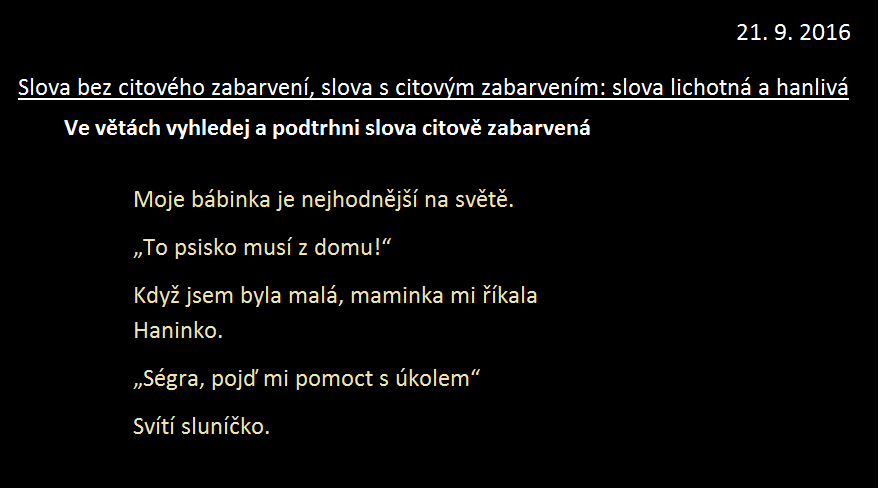 21. 9. 2016
Slova bez citového zabarvení, slova s citovým zabarvením: slova lichotná a hanlivá
Ve větách vyhledej a podtrhni slova citově zabarvená
Moje bábinka je nejhodnější na světě.
„To psisko musí z domu!“
Když jsem byla malá, maminka mi říkala
Haninko.
„Ségra, pojď mi pomoct s úkolem“
Svítí sluníčko.